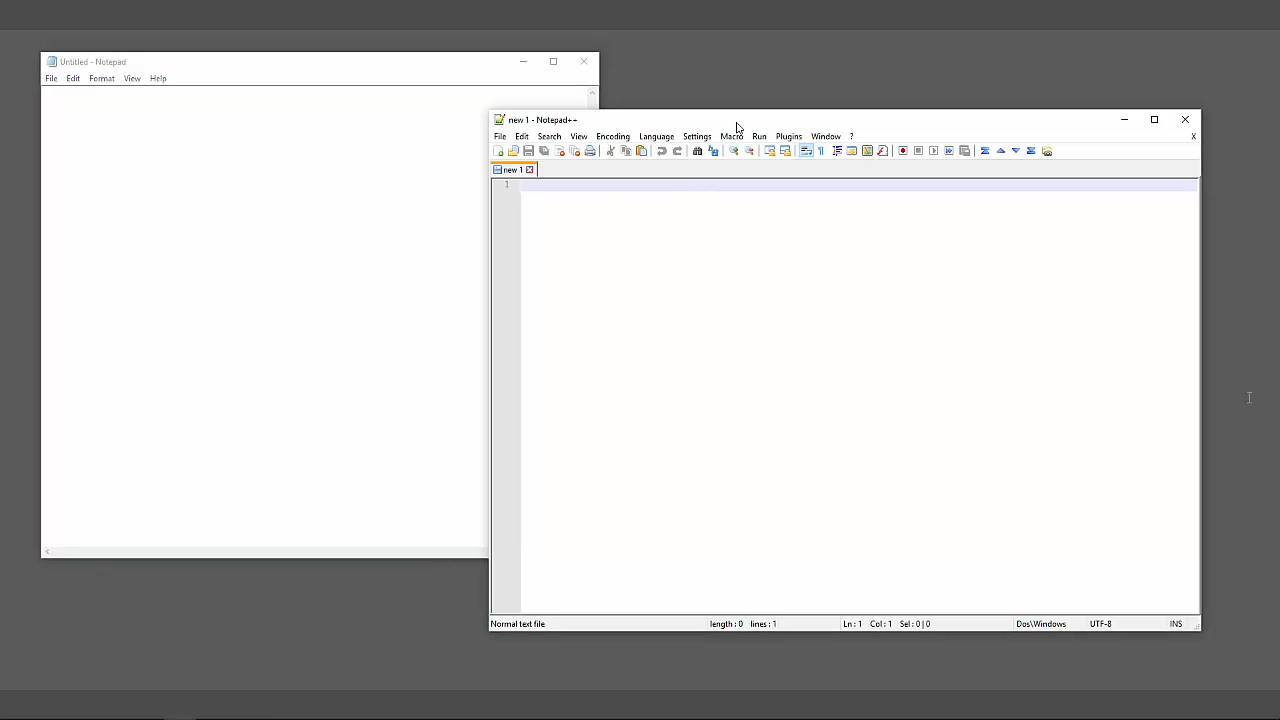 Untitled - Notepad
File Edit Format View Help
new 1 - Notepad++
File Edit Search View Encoding Language Settings Macro Run Plugins Window ? X
new 1
1
Normal text file length : 0 lines : 1 Ln : 1 Col : 1 Sel : 0 | 0 Dos\Windows UTF-8 INS